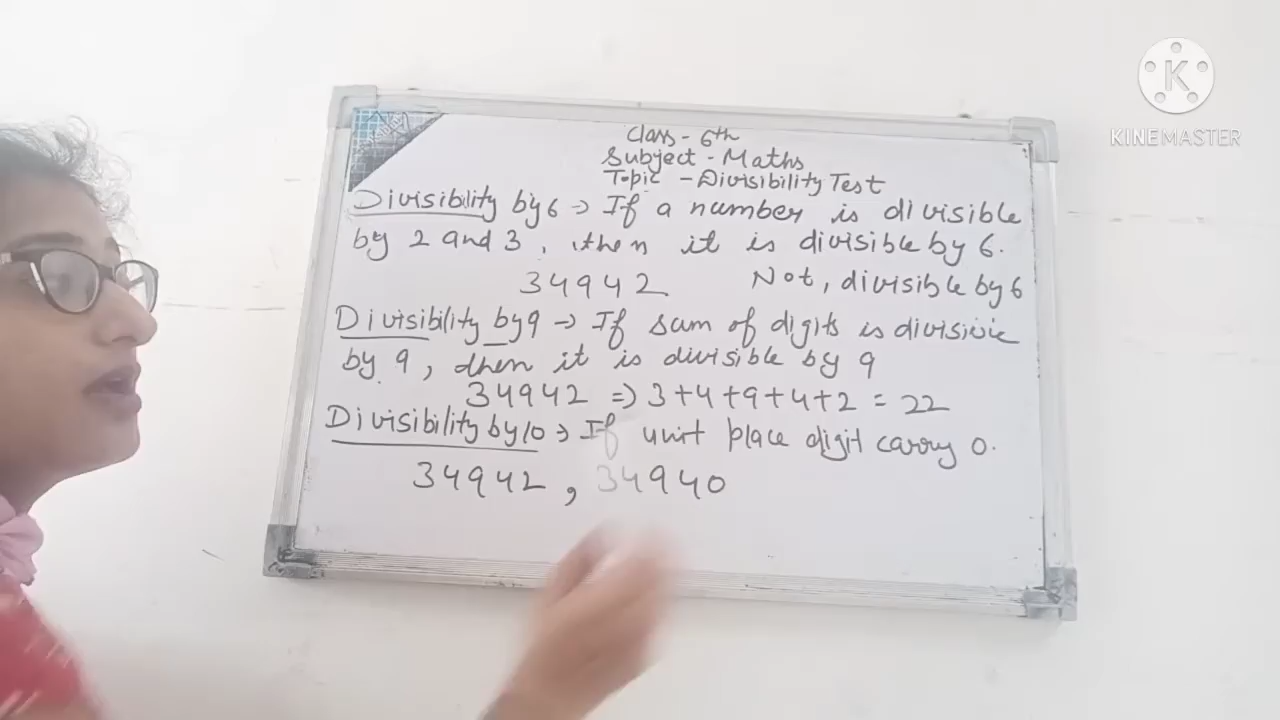 Class - 6th
Subject - Maths
Topic - Divisibility Test
Divisibility by 6 → If a number is divisible
by 2 and 3, then it is divisible by 6.
34942 Not, divisible by 6
Divisibility by 9 → If sum of digits is divisible
by 9, then it is divisible by 9
34942 ⇒ 3+4+9+4+2 = 22
Divisibility by 10 → If unit place digit carry 0.
34942, 34940
K
KINEMASTER